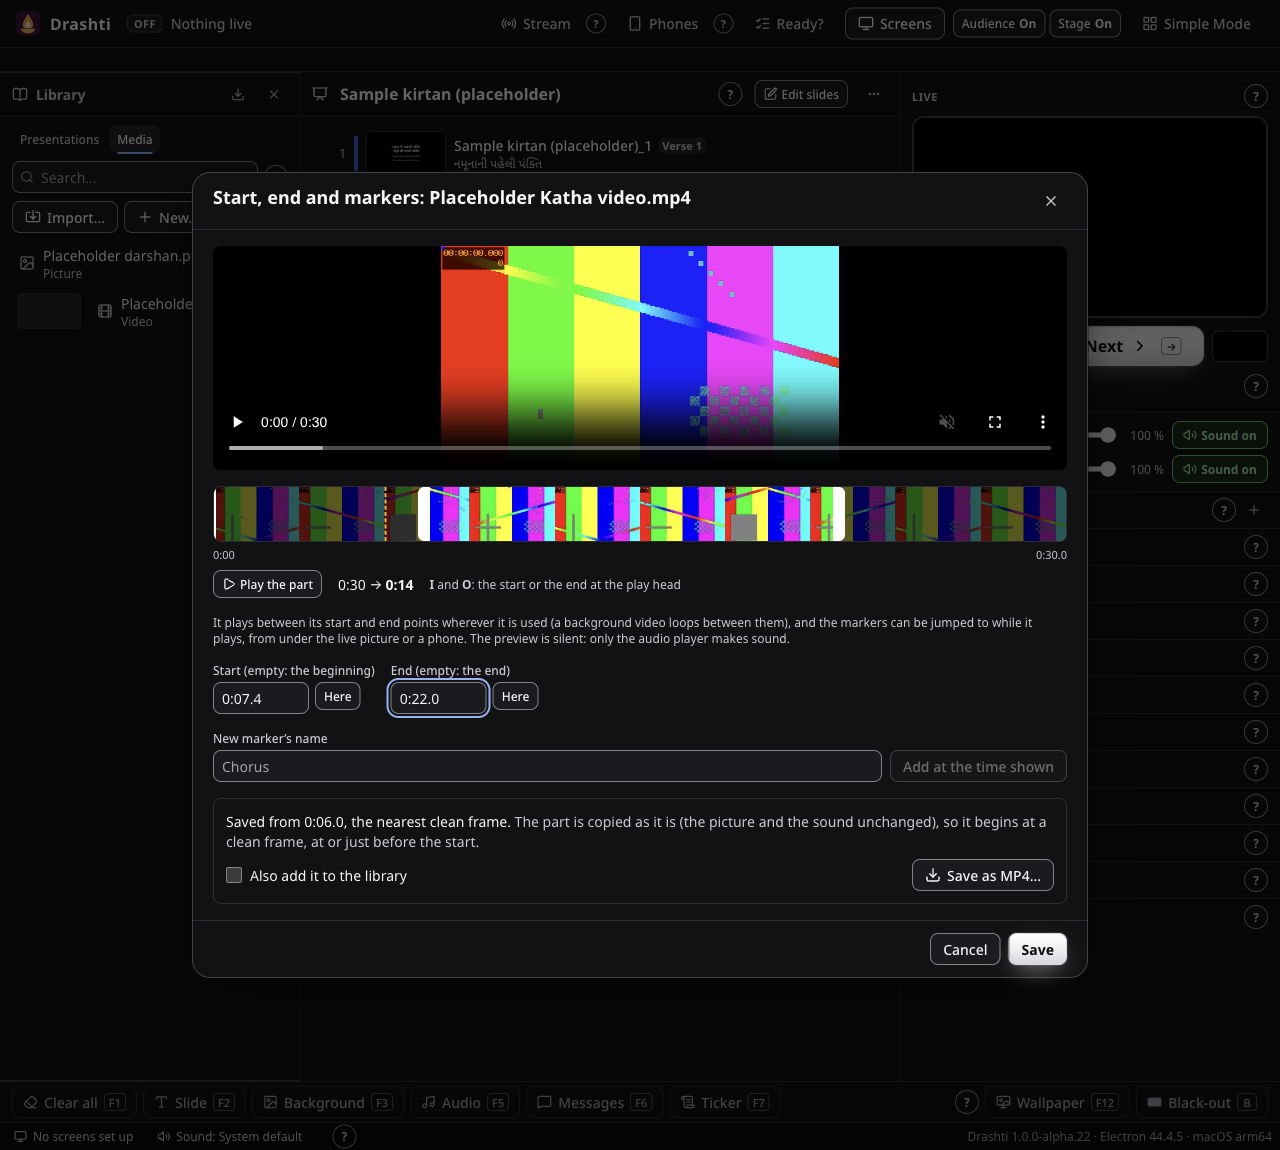 Drashti OFF Nothing live Stream ? Phones ? Ready? Screens Audience On Stage On Simple Mode
Library
Sample kirtan (placeholder) ? Edit slides ...
LIVE ?
Presentations Media
1 Sample kirtan (placeholder)_1 Verse 1
નમૂનાની પહેલી પંક્તિ
Search...
Import... New.
Placeholder darshan.p
Picture
Placeholde
Video
Start, end and markers: Placeholder Katha video.mp4
00:00:00.000
0
0:00 / 0:30
Next
?
100 % Sound on
100 % Sound on
?
?
?
?
?
?
?
?
?
?
?
?
0:00 0:30.0
Play the part 0:30 → 0:14 I and O: the start or the end at the play head
It plays between its start and end points wherever it is used (a background video loops between them), and the markers can be jumped to while it
plays, from under the live picture or a phone. The preview is silent: only the audio player makes sound.
Start (empty: the beginning) End (empty: the end)
0:07.4 Here 0:22.0 Here
New marker’s name
Chorus Add at the time shown
Saved from 0:06.0, the nearest clean frame. The part is copied as it is (the picture and the sound unchanged), so it begins at a
clean frame, at or just before the start.
Also add it to the library Save as MP4...
Cancel Save
Clear all F1 Slide F2 Background F3 Audio F5 Messages F6 Ticker F7 ? Wallpaper F12 Black-out B
No screens set up Sound: System default ? Drashti 1.0.0-alpha.22 · Electron 44.4.5 · macOS arm64